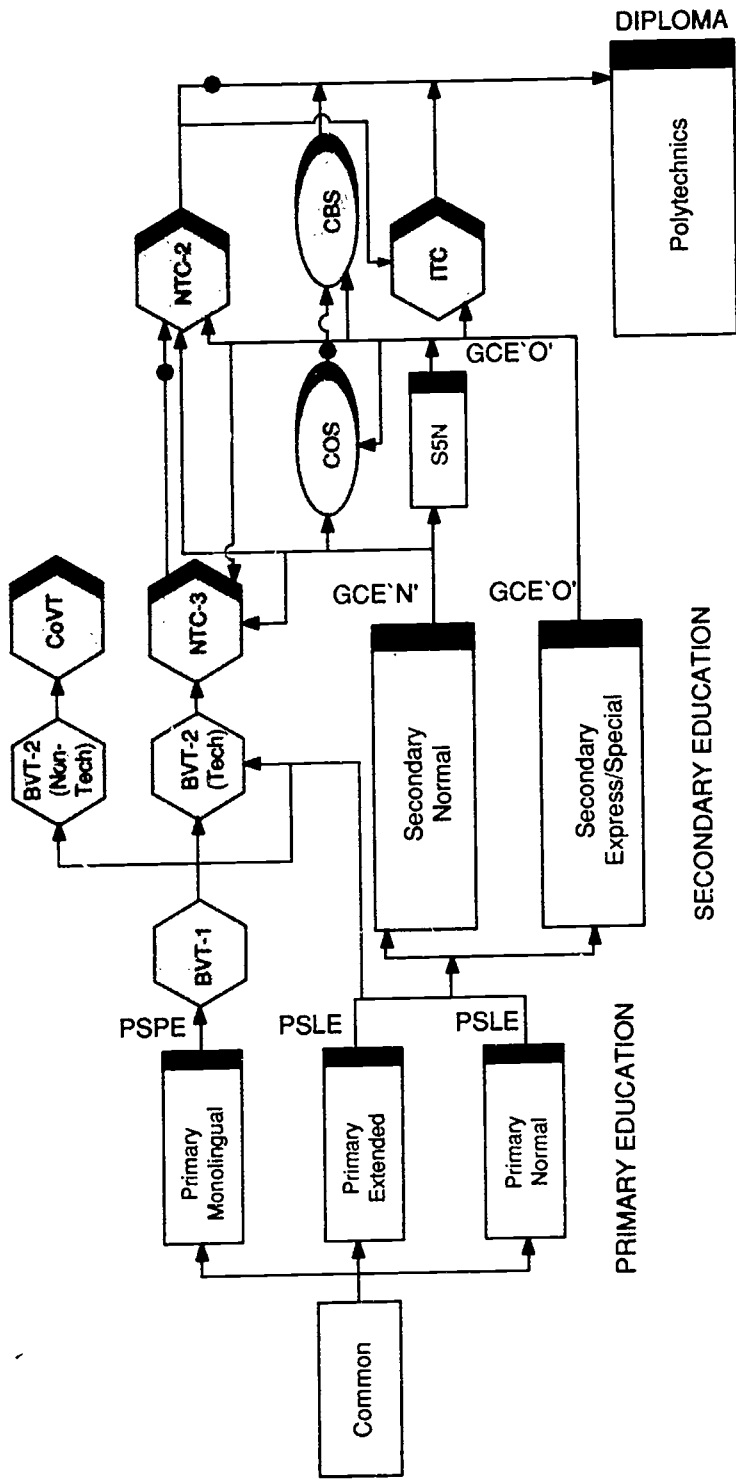 Common
Primary
Monolingual
Primary
Extended
Primary
Normal
PSPE
PSLE
PSLE
PRIMARY EDUCATION
BVT-1
BVT-2
(Non-
Tech)
BVT-2
(Tech)
CoVT
NTC-3
Secondary
Normal
Secondary
Express/Special
GCE`N'
GCE`O'
SECONDARY EDUCATION
COS
S5N
GCE`O'
NTC-2
CBS
ITC
Polytechnics
DIPLOMA